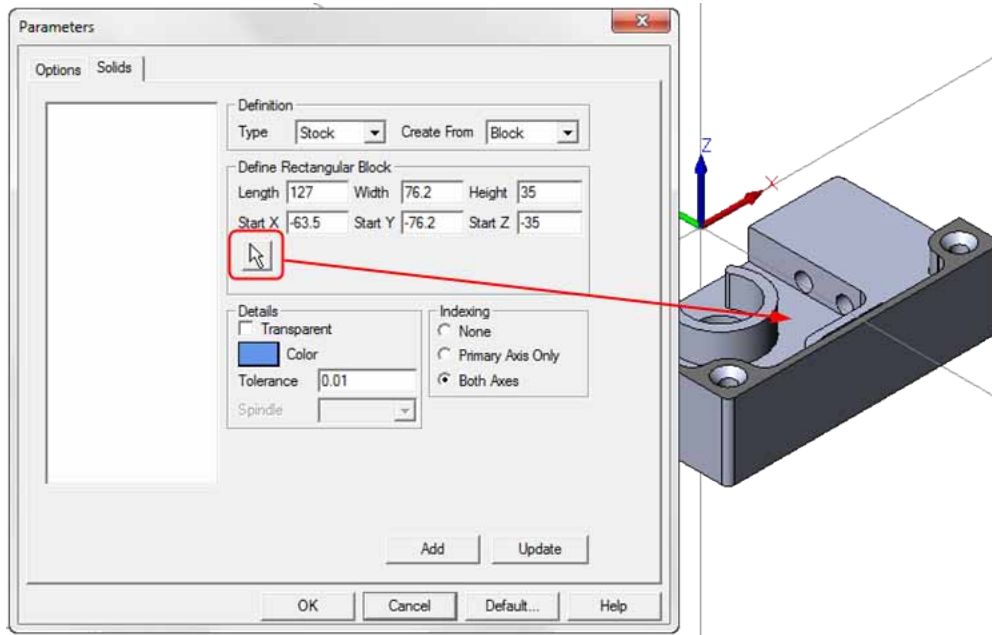 Parameters
Options Solids
Definition
Type Stock Create From Block
Define Rectangular Block
Length 127 Width 76.2 Height 35
Start X -63.5 Start Y -76.2 Start Z -35
Details
Transparent
Color
Tolerance 0.01
Spindle
Indexing
None
Primary Axis Only
Both Axes
Add Update
OK Cancel Default... Help
Z
X